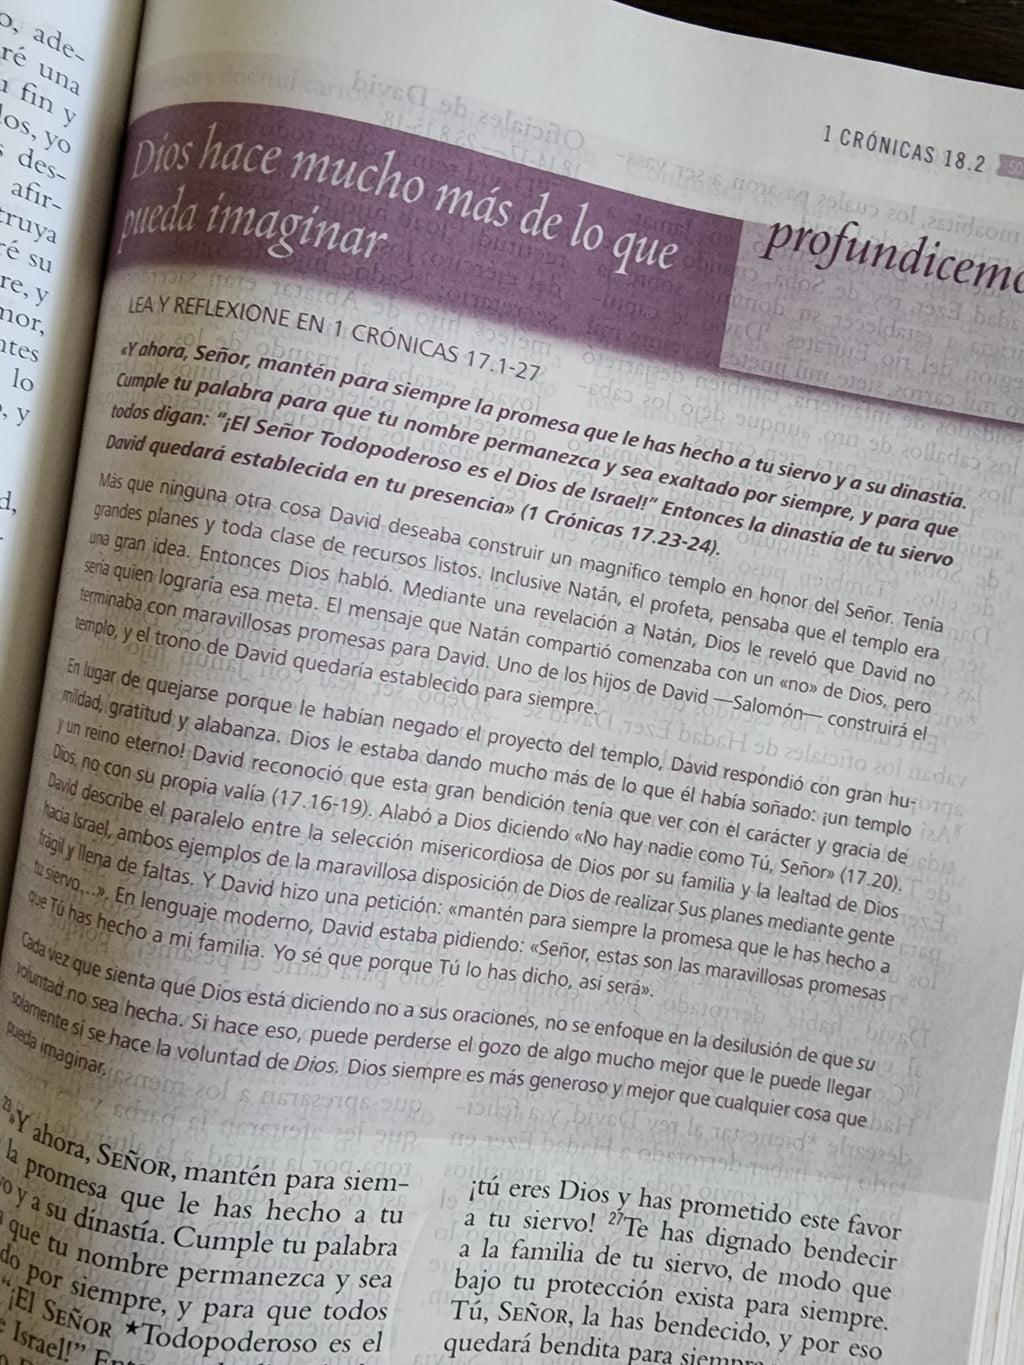 1 CRÓNICAS 18.2
Dios hace mucho más de lo que
pueda imaginar
LEA Y REFLEXIONE EN 1 CRÓNICAS 17.1-27
«Y ahora, Señor, mantén para siempre la promesa que le has hecho a tu siervo y a su dinastía.
Cumple tu palabra para que tu nombre permanezca y sea exaltado por siempre, y para que
todos digan: “¡El Señor Todopoderoso es el Dios de Israel!” Entonces la dinastía de tu siervo
David quedará establecida en tu presencia» (1 Crónicas 17.23-24).
Más que ninguna otra cosa David deseaba construir un magnífico templo en honor del Señor. Tenía
grandes planes y toda clase de recursos listos. Inclusive Natán, el profeta, pensaba que el templo era
una gran idea. Entonces Dios habló. Mediante una revelación a Natán, Dios le reveló que David no
sería quien lograría esa meta. El mensaje que Natán compartió comenzaba con un «no» de Dios, pero
terminaba con maravillosas promesas para David. Uno de los hijos de David —Salomón— construirá el
templo, y el trono de David quedaría establecido para siempre.
En lugar de quejarse porque le habían negado el proyecto del templo, David respondió con gran hu-
mildad, gratitud y alabanza. Dios le estaba dando mucho más de lo que él había soñado: ¡un templo
y un reino eterno! David reconoció que esta gran bendición tenía que ver con el carácter y gracia de
Dios, no con su propia valía (17.16-19). Alabó a Dios diciendo «No hay nadie como Tú, Señor» (17.20).
David describe el paralelo entre la selección misericordiosa de Dios por su familia y la lealtad de Dios
hacia Israel, ambos ejemplos de la maravillosa disposición de Dios de realizar Sus planes mediante gente
frágil y llena de faltas. Y David hizo una petición: «mantén para siempre la promesa que le has hecho a
tu siervo,...». En lenguaje moderno, David estaba pidiendo: «Señor, estas son las maravillosas promesas
que Tú has hecho a mi familia. Yo sé que porque Tú lo has dicho, así será».
Cada vez que sienta que Dios está diciendo no a sus oraciones, no se enfoque en la desilusión de que su
voluntad no sea hecha. Si hace eso, puede perderse el gozo de algo mucho mejor que le puede llegar
solamente si se hace la voluntad de Dios. Dios siempre es más generoso y mejor que cualquier cosa que
pueda imaginar.
23 »Y ahora, SEÑOR, mantén para siem-
la promesa que le has hecho a tu
y a su dinastía. Cumple tu palabra
que tu nombre permanezca y sea
do por siempre, y para que todos
“¡El SEÑOR ★Todopoderoso es el
Israel!”
¡tú eres Dios y has prometido este favor
a tu siervo! 27Te has dignado bendecir
a la familia de tu siervo, de modo que
bajo tu protección exista para siempre.
Tú, SEÑOR, la has bendecido, y por eso
quedará bendita para